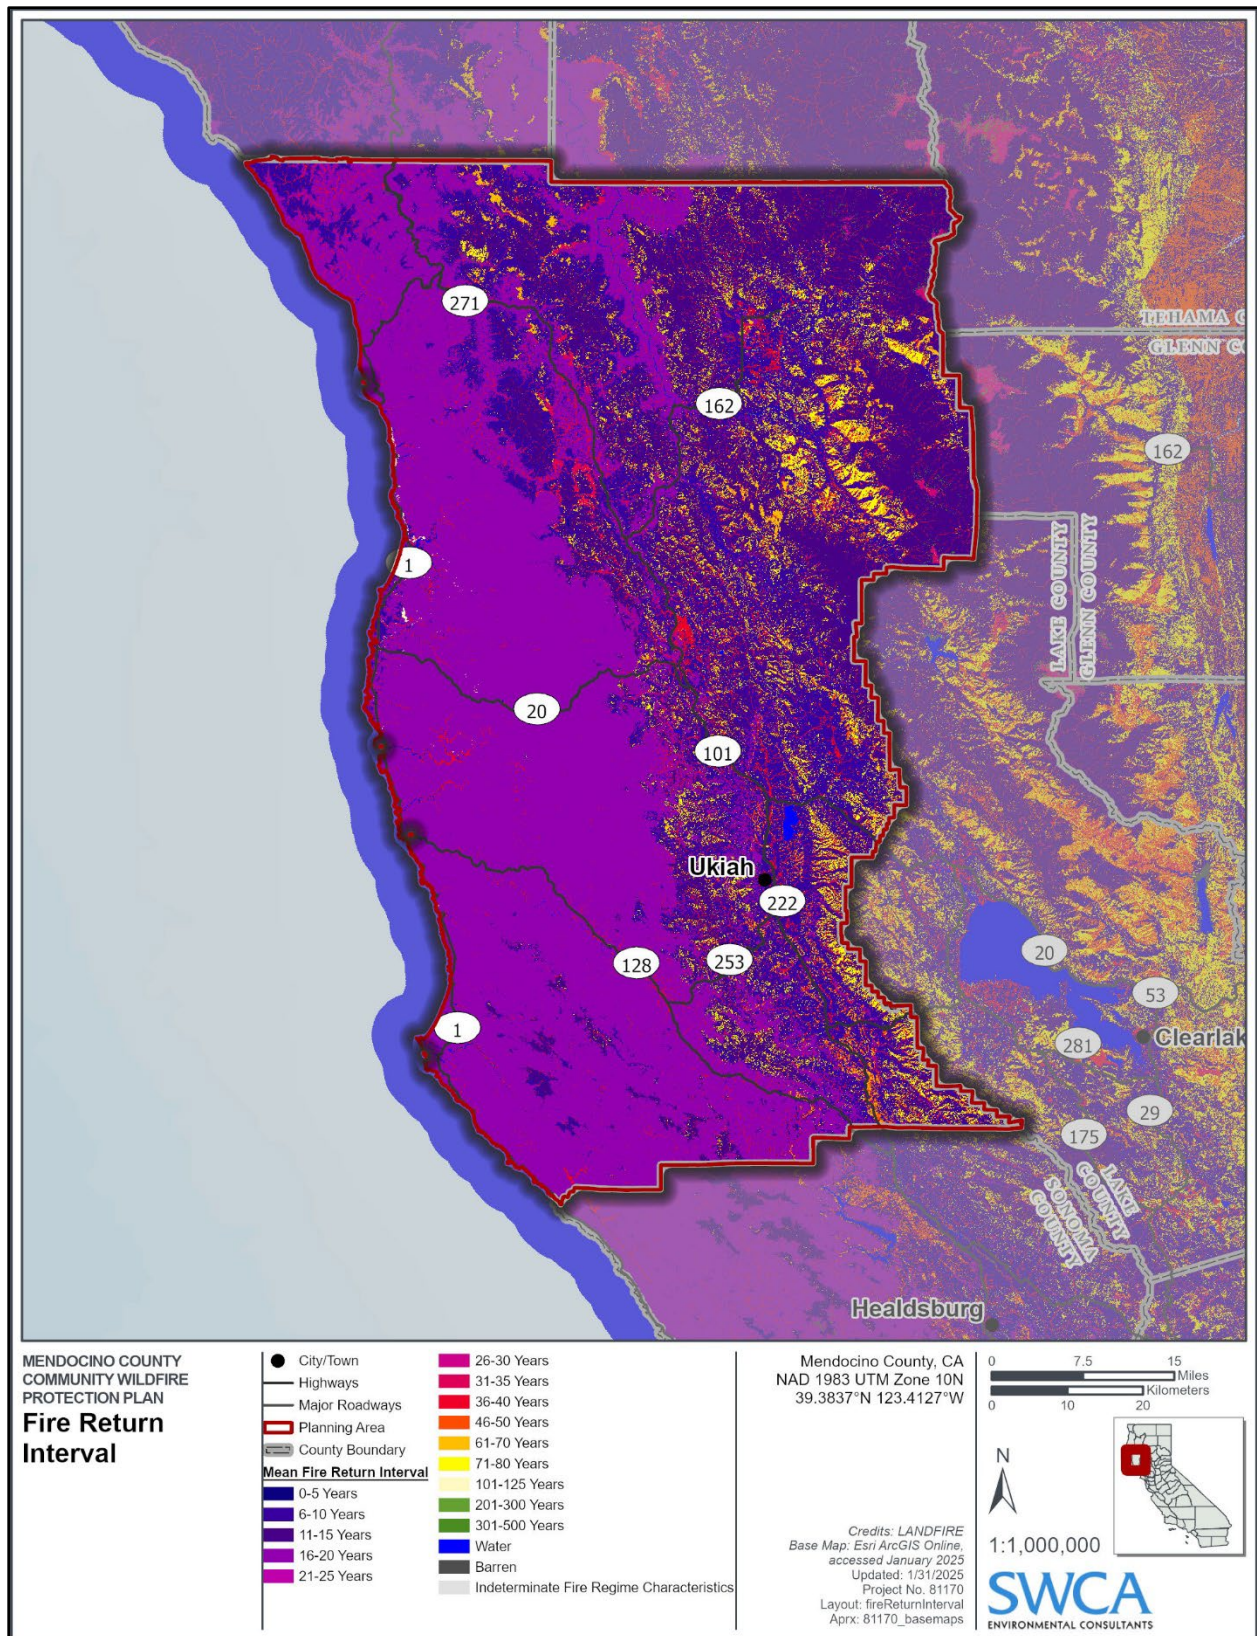 TEHAMA C
GLENN CO
271
162
162
LAKE COUNTY
GLENN COUNTY
1
20
101
Ukiah
222
20
128
253
53
1
281
Clearlak
29
175
LAKE
COUNTY
SONOMA
COUNTY
Healdsburg
MENDOCINO COUNTY
COMMUNITY WILDFIRE
PROTECTION PLAN
Fire Return
Interval
City/Town
Highways
Major Roadways
Planning Area
County Boundary
Mean Fire Return Interval
0-5 Years
6-10 Years
11-15 Years
16-20 Years
21-25 Years
26-30 Years
31-35 Years
36-40 Years
46-50 Years
61-70 Years
71-80 Years
101-125 Years
201-300 Years
301-500 Years
Water
Barren
Indeterminate Fire Regime Characteristics
Mendocino County, CA
NAD 1983 UTM Zone 10N
39.3837°N 123.4127°W
Credits: LANDFIRE
Base Map: Esri ArcGIS Online,
accessed January 2025
Updated: 1/31/2025
Project No. 81170
Layout: fireReturnInterval
Aprx: 81170_basemaps
0 7.5 15
Miles
Kilometers
0 10 20
N
1:1,000,000
SWCA
ENVIRONMENTAL CONSULTANTS